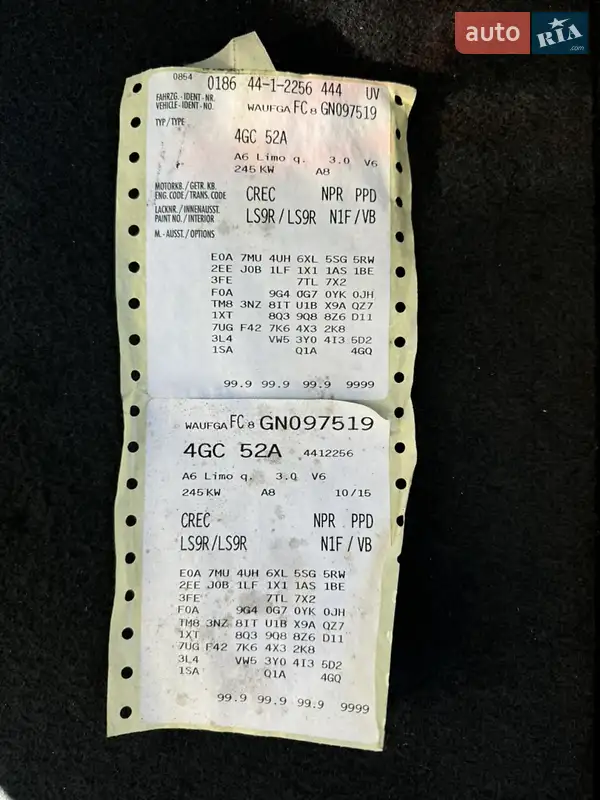 auto RIA .com
0854 0186 44-1-2256 444 UV
FAHRZG.-IDENT-NR.
VEHICLE-IDENT-NO. WAUFGAFC8GN097519
TYP/TYPE
4GC 52A
A6 Limo q. 3.0 V6
245 KW A8
MOTORKB./GETR.KB.
ENG.CODE/TRANS.CODE CREC NPR PPD
LACKNR./INNENAUSST.
PAINT NO./INTERIOR LS9R/LS9R N1F/VB
M.-AUSST./OPTIONS
E0A 7MU 4UH 6XL 5SG 5RW
2EE J0B 1LF 1X1 1AS 1BE
3FE 7TL 7X2
F0A 9G4 0G7 0YK 0JH
TM8 3NZ 8IT U1B X9A QZ7
1XT 8Q3 9Q8 8Z6 D11
7UG F42 7K6 4X3 2K8
3L4 VW5 3Y0 4I3 5D2
1SA Q1A 4GQ
99.9 99.9 99.9 9999
WAUFGAFC8GN097519
4GC 52A 4412256
A6 Limo q. 3.0 V6
245 KW A8 10/15
CREC NPR PPD
LS9R/LS9R N1F/VB
E0A 7MU 4UH 6XL 5SG 5RW
2EE J0B 1LF 1X1 1AS 1BE
3FE 7TL 7X2
F0A 9G4 0G7 0YK 0JH
TM8 3NZ 8IT U1B X9A QZ7
1XT 8Q3 9Q8 8Z6 D11
7UG F42 7K6 4X3 2K8
3L4 VW5 3Y0 4I3 5D2
1SA Q1A 4GQ
99.9 99.9 99.9 9999